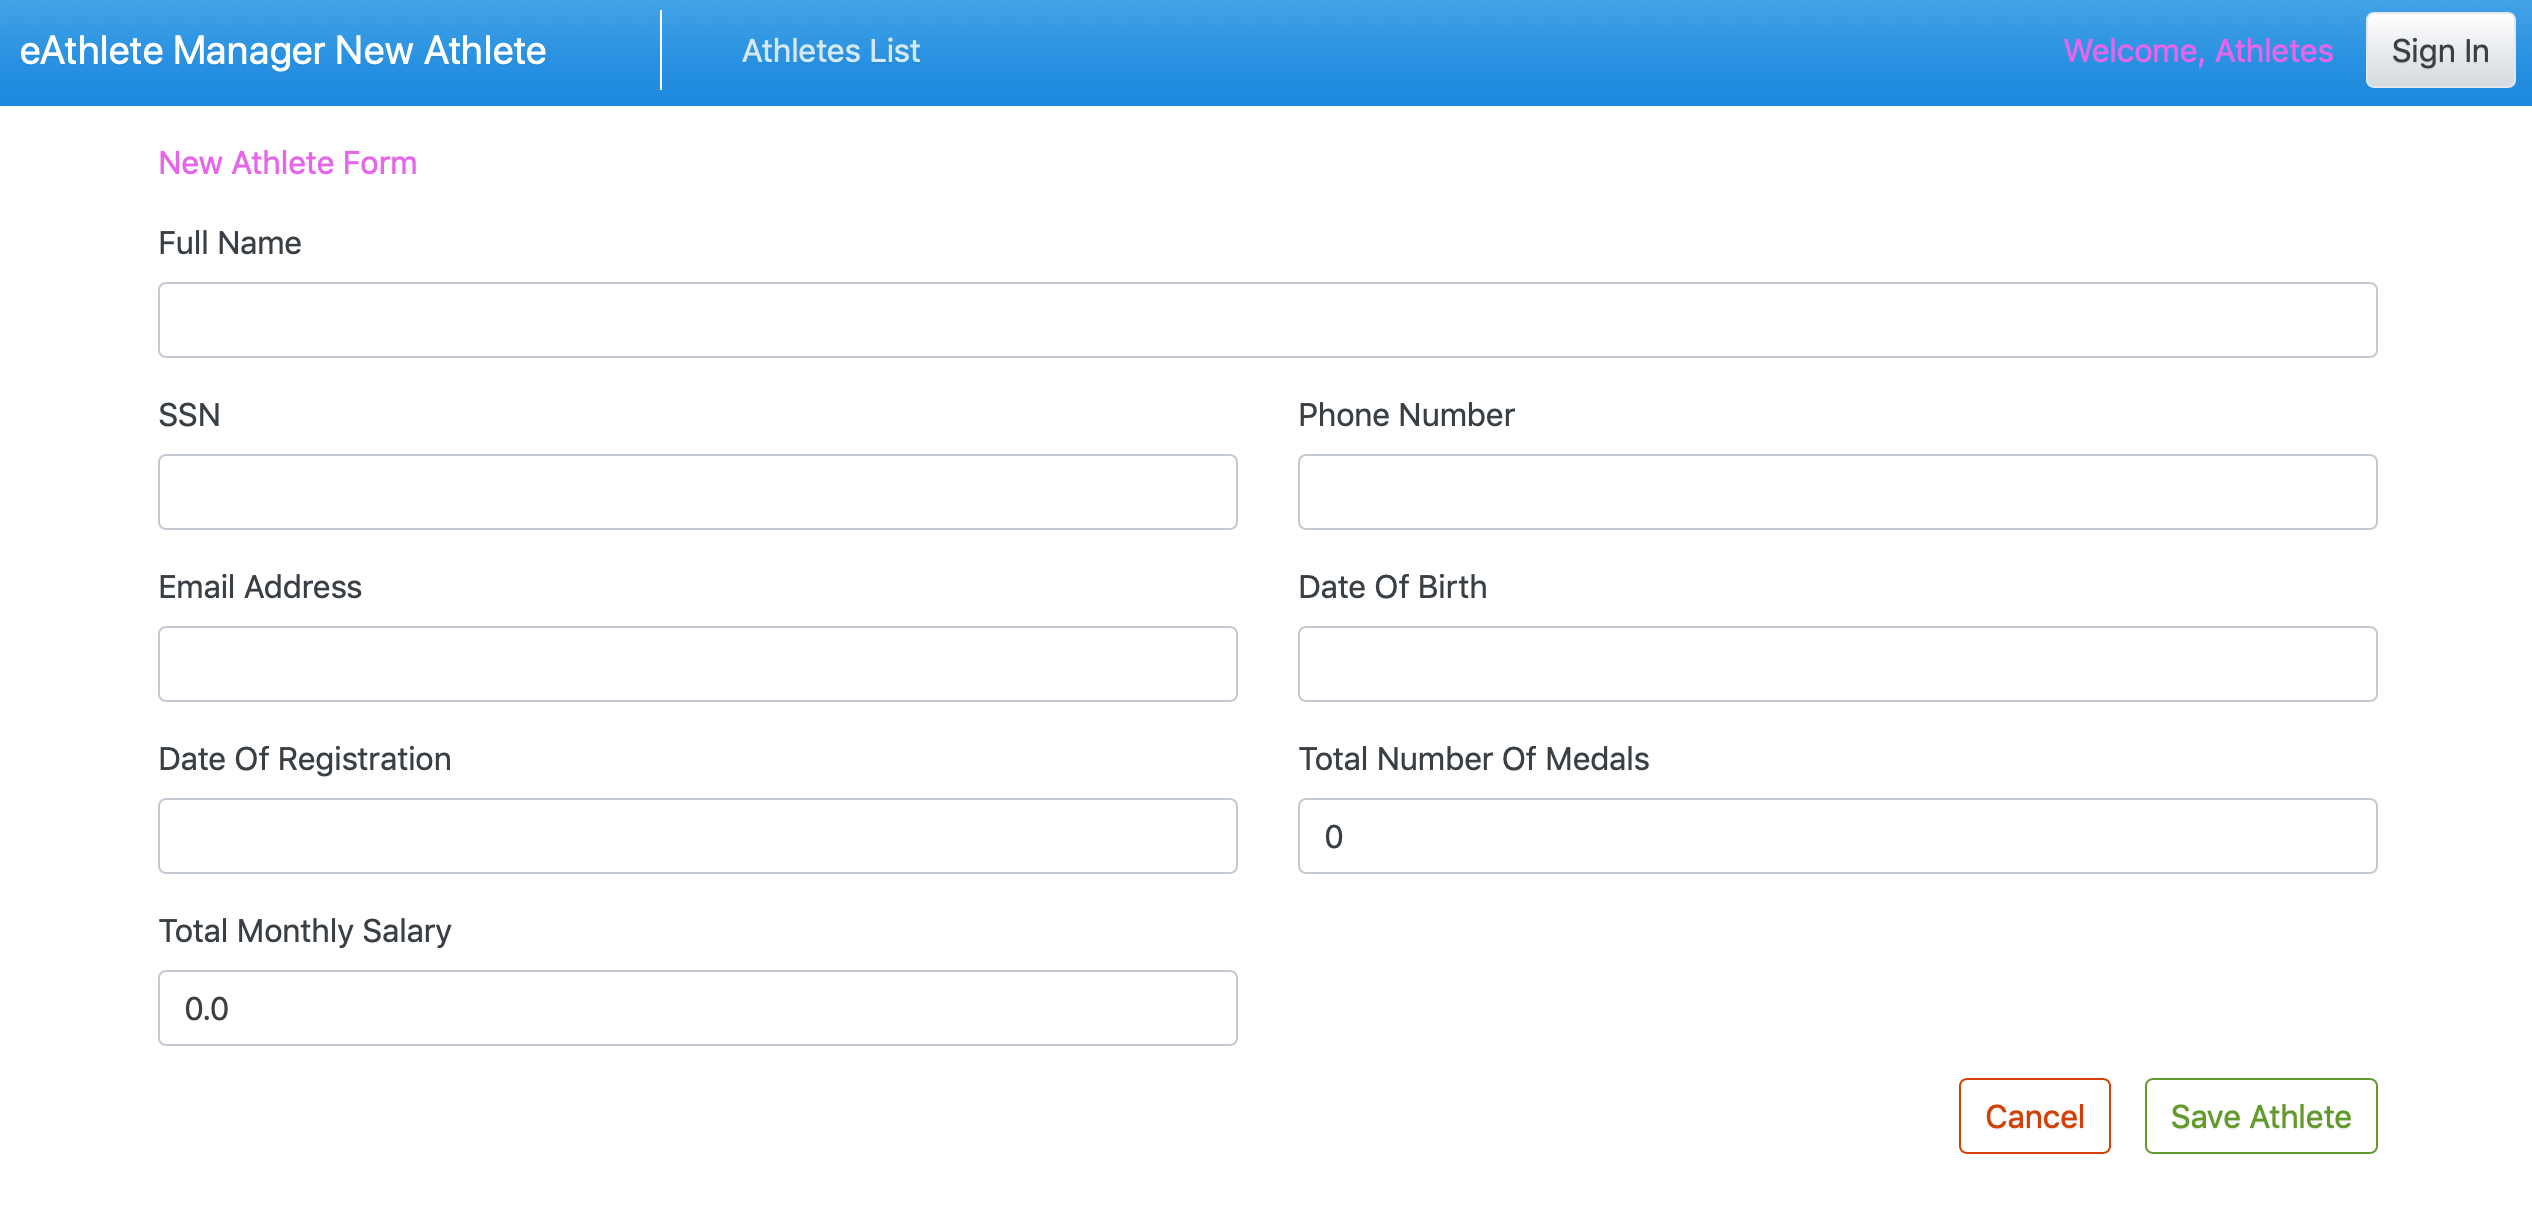 eAthlete Manager New Athlete
Athletes List
Welcome, Athletes
Sign In
New Athlete Form
Full Name
SSN
Phone Number
Email Address
Date Of Birth
Date Of Registration
Total Number Of Medals
0
Total Monthly Salary
0.0
Cancel
Save Athlete